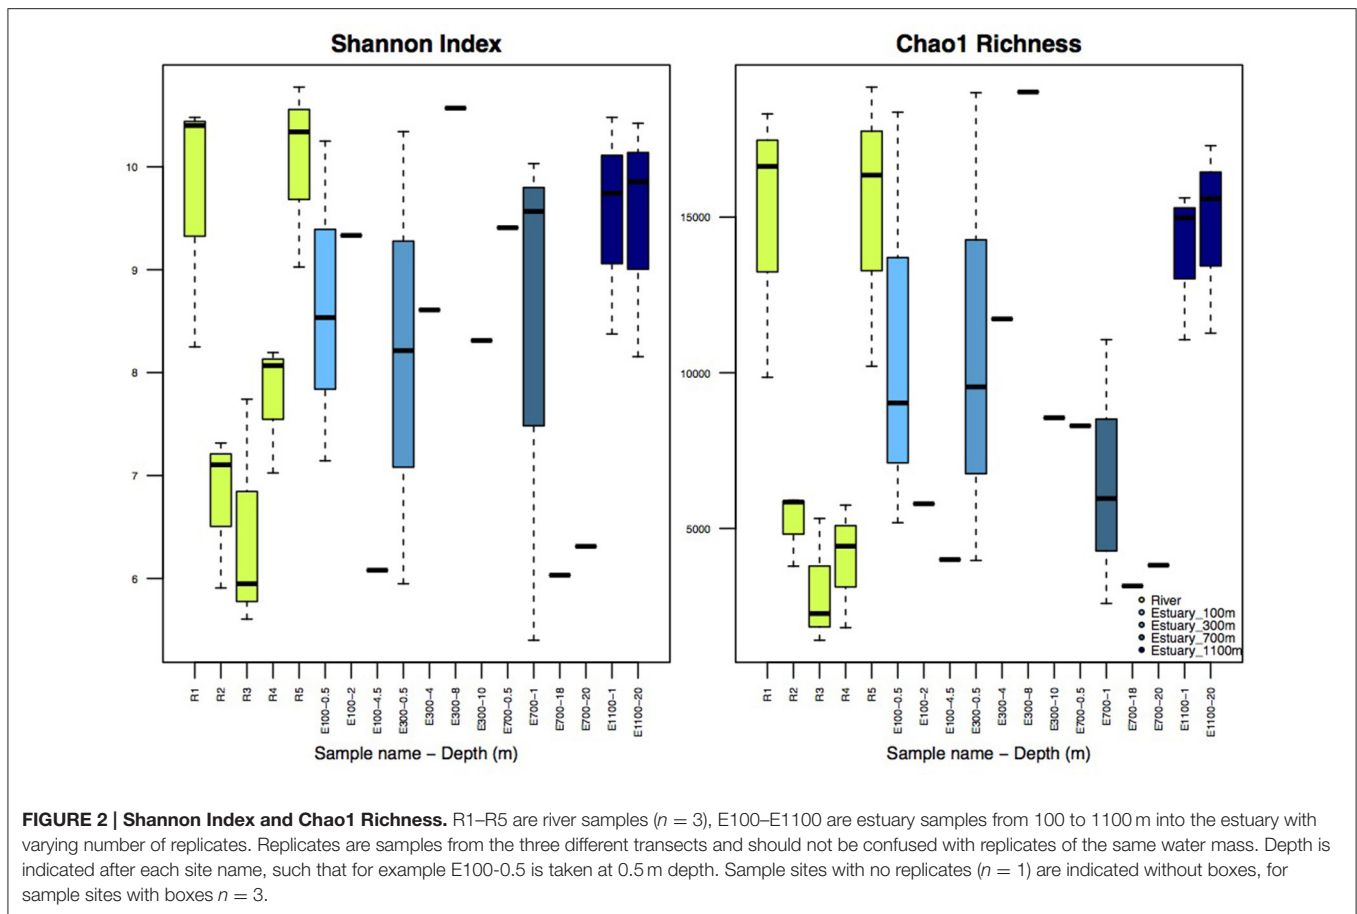 Shannon Index
10
9
8
7
6
R1
R2
R3
R4
R5
E100–0.5
E100–2
E100–4.5
E300–0.5
E300–4
E300–8
E300–10
E700–0.5
E700–1
E700–18
E700–20
E1100–1
E1100–20
Sample name – Depth (m)
Chao1 Richness
15000
10000
5000
River
Estuary_100m
Estuary_300m
Estuary_700m
Estuary_1100m
R1
R2
R3
R4
R5
E100–0.5
E100–2
E100–4.5
E300–0.5
E300–4
E300–8
E300–10
E700–0.5
E700–1
E700–18
E700–20
E1100–1
E1100–20
Sample name – Depth (m)
FIGURE 2 | Shannon Index and Chao1 Richness. R1–R5 are river samples (n = 3), E100–E1100 are estuary samples from 100 to 1100 m into the estuary with
varying number of replicates. Replicates are samples from the three different transects and should not be confused with replicates of the same water mass. Depth is
indicated after each site name, such that for example E100-0.5 is taken at 0.5 m depth. Sample sites with no replicates (n = 1) are indicated without boxes, for
sample sites with boxes n = 3.